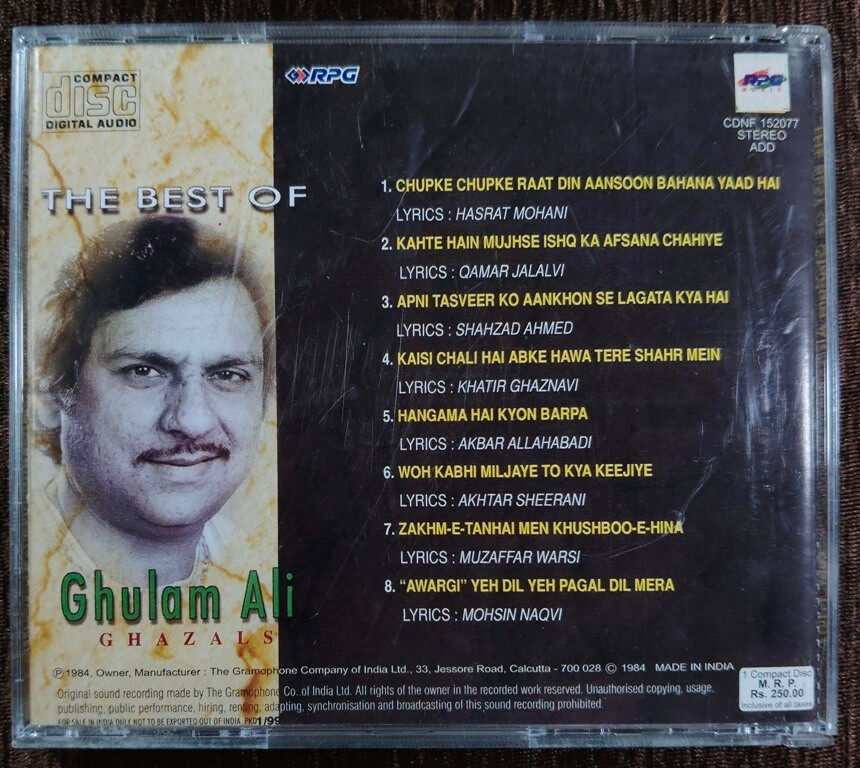 COMPACT
disc
DIGITAL AUDIO
RPG
RPG
MUSIC
CDNF 152077
STEREO
ADD
THE BEST OF
1. CHUPKE CHUPKE RAAT DIN AANSOON BAHANA YAAD HAI
LYRICS : HASRAT MOHANI
2. KAHTE HAIN MUJHSE ISHQ KA AFSANA CHAHIYE
LYRICS : QAMAR JALALVI
3. APNI TASVEER KO AANKHON SE LAGATA KYA HAI
LYRICS : SHAHZAD AHMED
4. KAISI CHALI HAI ABKE HAWA TERE SHAHR MEIN
LYRICS : KHATIR GHAZNAVI
5. HANGAMA HAI KYON BARPA
LYRICS : AKBAR ALLAHABADI
6. WOH KABHI MILJAYE TO KYA KEEJIYE
LYRICS : AKHTAR SHEERANI
7. ZAKHM-E-TANHAI MEN KHUSHBOO-E-HINA
LYRICS : MUZAFFAR WARSI
8. “AWARGI” YEH DIL YEH PAGAL DIL MERA
LYRICS : MOHSIN NAQVI
Ghulam Ali
GHAZALS
℗1984, Owner, Manufacturer : The Gramophone Company of India Ltd., 33, Jessore Road, Calcutta - 700 028 © 1984 MADE IN INDIA
Original sound recording made by The Gramophone Co. of India Ltd. All rights of the owner in the recorded work reserved. Unauthorised copying, usage,
publishing, public performance, hiring, renting, adapting, synchronisation and broadcasting of this sound recording prohibited.
FOR SALE IN INDIA ONLY. NOT TO BE EXPORTED OUT OF INDIA. PKD1/99
1 Compact Disc
M. R. P.
Rs. 250.00
Inclusive of all taxes